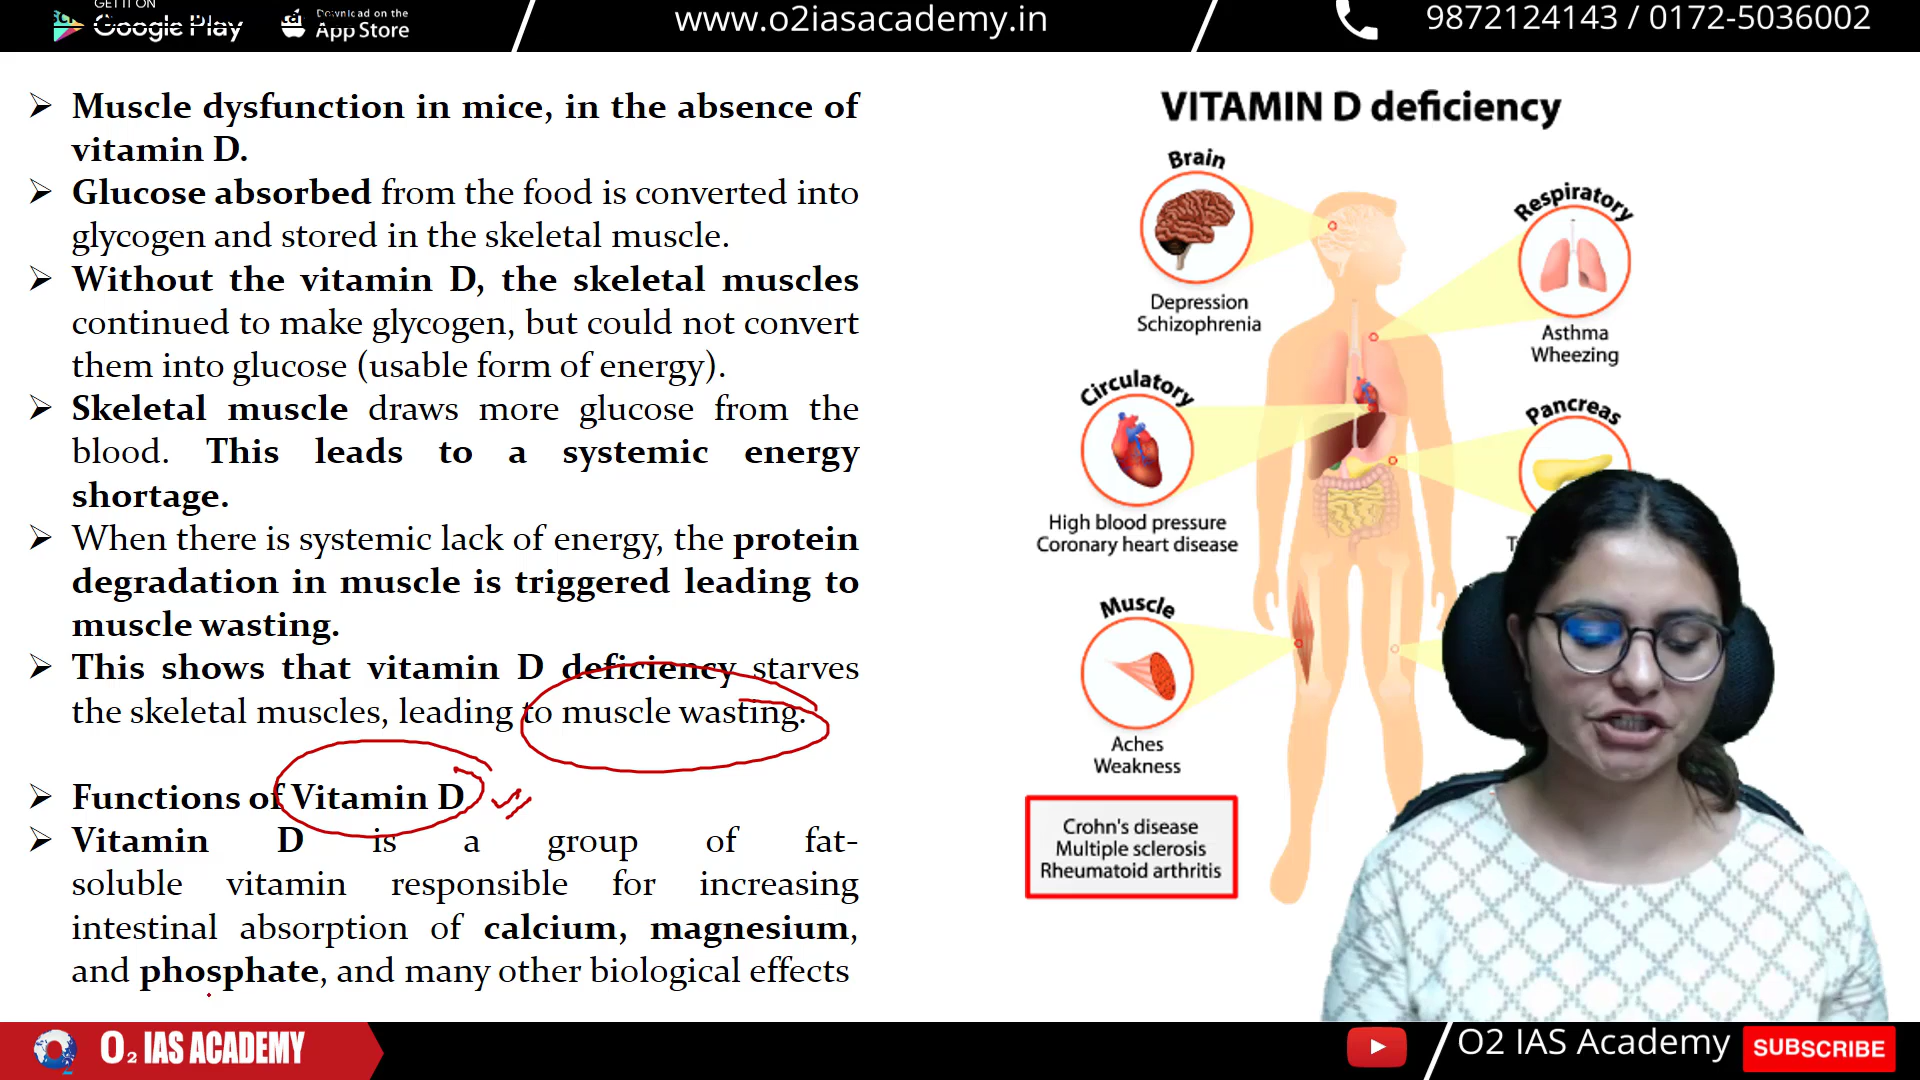 GET IT ON
Google Play
Download on the
App Store
www.o2iasacademy.in
9872124143 / 0172-5036002
➢ Muscle dysfunction in mice, in the absence of
vitamin D.
➢ Glucose absorbed from the food is converted into
glycogen and stored in the skeletal muscle.
➢ Without the vitamin D, the skeletal muscles
continued to make glycogen, but could not convert
them into glucose (usable form of energy).
➢ Skeletal muscle draws more glucose from the
blood. This leads to a systemic energy
shortage.
➢ When there is systemic lack of energy, the protein
degradation in muscle is triggered leading to
muscle wasting.
➢ This shows that vitamin D deficiency starves
the skeletal muscles, leading to muscle wasting.
➢ Functions of Vitamin D
➢ Vitamin D is a group of fat-
soluble vitamin responsible for increasing
intestinal absorption of calcium, magnesium,
and phosphate, and many other biological effects
VITAMIN D deficiency
Brain
Depression
Schizophrenia
Respiratory
Asthma
Wheezing
Circulatory
High blood pressure
Coronary heart disease
Pancreas
Muscle
Aches
Weakness
Crohn's disease
Multiple sclerosis
Rheumatoid arthritis
O2 IAS ACADEMY
O2 IAS Academy
SUBSCRIBE